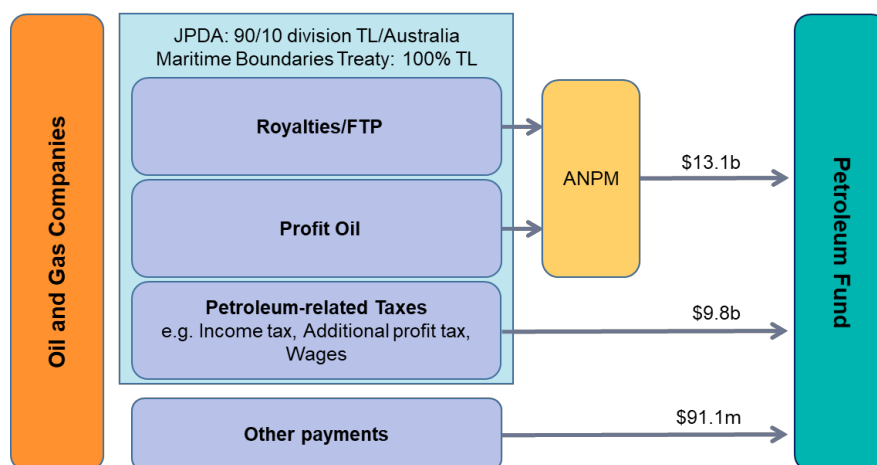 Oil and Gas Companies
JPDA: 90/10 division TL/Australia
Maritime Boundaries Treaty: 100% TL
Royalties/FTP
Profit Oil
Petroleum-related Taxes
e.g. Income tax, Additional profit tax,
Wages
Other payments
ANPM
$13.1b
$9.8b
$91.1m
Petroleum Fund